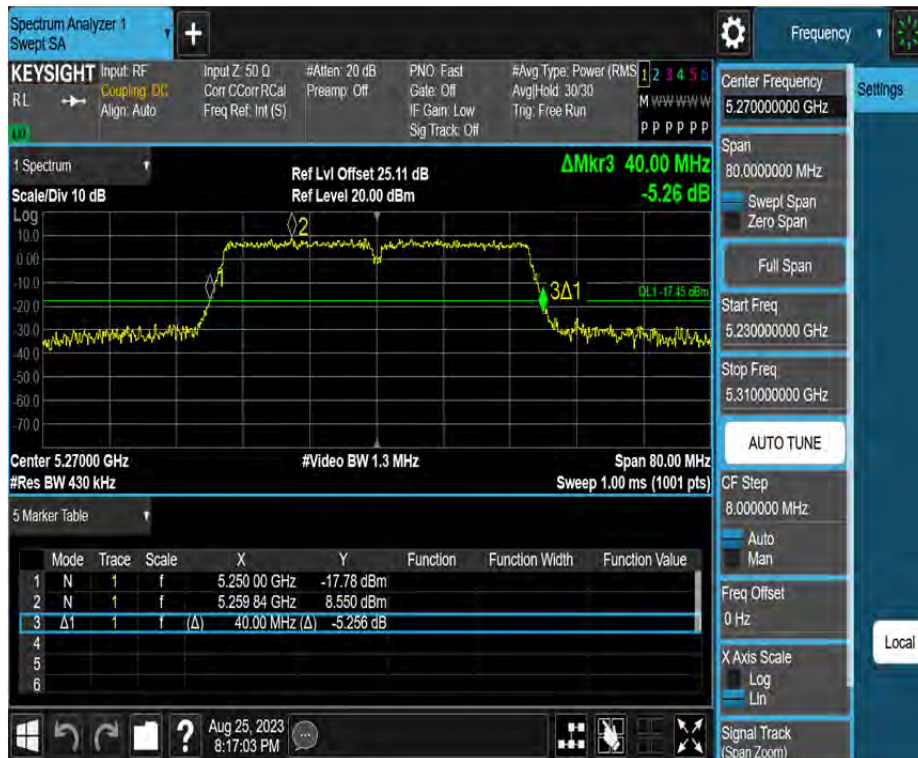 Spectrum Analyzer 1
Swept SA
+
Frequency
KEYSIGHT Input: RF Input Z: 50 Ω #Atten: 20 dB PNO: Fast #Avg Type: Power (RMS 1 2 3 4 5 6
RL Coupling: DC Corr CCorr RCal Preamp: Off Gate: Off Avg|Hold: 30/30 M W W W W W
Align: Auto Freq Ref: Int (S) IF Gain: Low Trig: Free Run
Sig Track: Off P P P P P P
LXI
1 Spectrum
Ref Lvl Offset 25.11 dB ΔMkr3 40.00 MHz
Scale/Div 10 dB Ref Level 20.00 dBm -5.26 dB
Log
10.0
0.00
-10.0
-20.0
-30.0
-40.0
-50.0
-60.0
-70.0
2
3Δ1
DL1 -17.45 dBm
Center 5.27000 GHz #Video BW 1.3 MHz Span 80.00 MHz
#Res BW 430 kHz Sweep 1.00 ms (1001 pts)
5 Marker Table
Mode Trace Scale X Y Function Function Width Function Value
1 N 1 f 5.250 00 GHz -17.78 dBm
2 N 1 f 5.259 84 GHz 8.550 dBm
3 Δ1 1 f (Δ) 40.00 MHz (Δ) -5.256 dB
4
5
6
Aug 25, 2023
8:17:03 PM
?
Center Frequency
5.270000000 GHz
Settings
Span
80.0000000 MHz
Swept Span
Zero Span
Full Span
Start Freq
5.230000000 GHz
Stop Freq
5.310000000 GHz
AUTO TUNE
CF Step
8.000000 MHz
Auto
Man
Freq Offset
0 Hz
Local
X Axis Scale
Log
Lin
Signal Track
(Span Zoom)